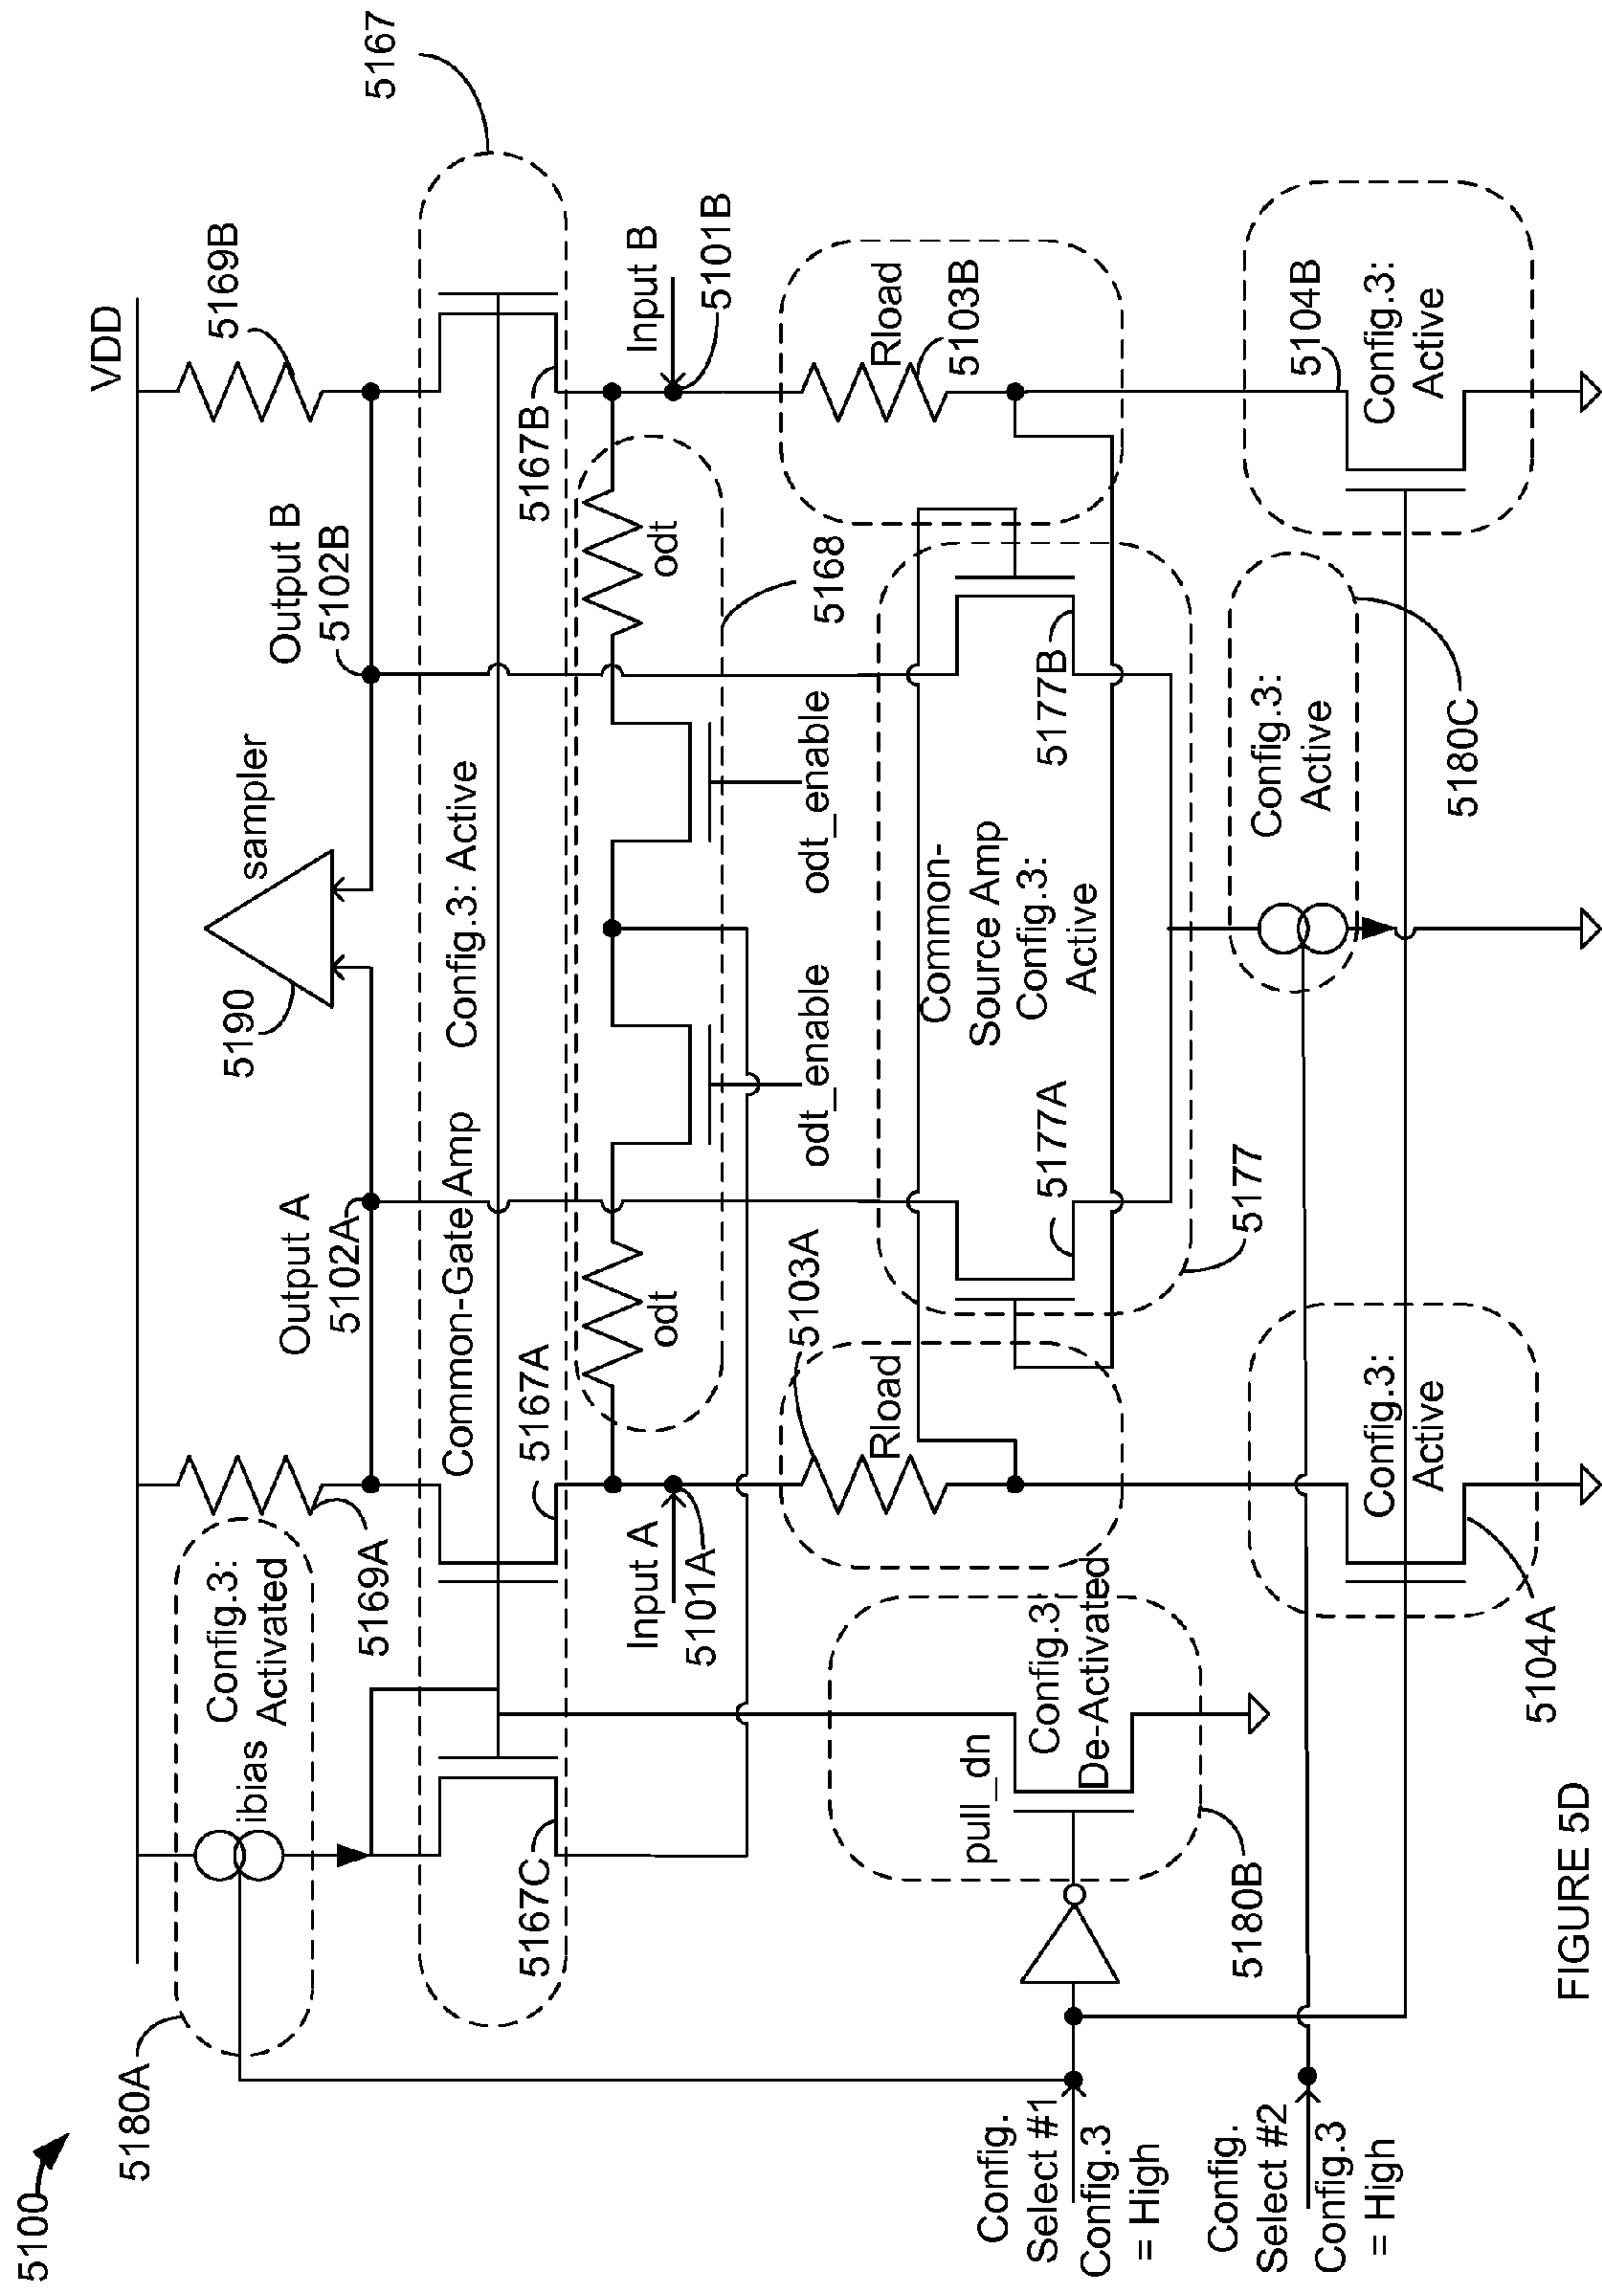 5100
5180A
Config.3:
Activated
ibias
5169A
VDD
5169B
5167
Output A
5102A
5190
sampler
Output B
5102B
Common-Gate Amp
Config.3: Active
5167C
5167A
5167B
Input A
5101A
odt
odt_enable
odt_enable
odt
5168
Input B
5101B
5103A
Rload
Rload
5103B
Common-
Source Amp
Config.3:
Active
5177A
5177B
5177
pull_dn
Config.3:
De-Activated
5180B
Config.
Select #1
Config.3
= High
Config.
Select #2
Config.3
= High
Config.3:
Active
5104A
Config.3:
Active
5180C
5104B
Config.3:
Active
FIGURE 5D